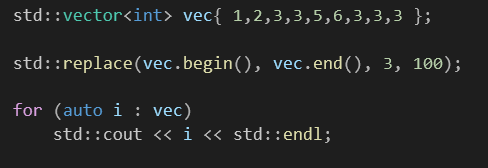 std::vector<int> vec{ 1,2,3,3,5,6,3,3,3 };
std::replace(vec.begin(), vec.end(), 3, 100);
for (auto i : vec)
std::cout << i << std::endl;